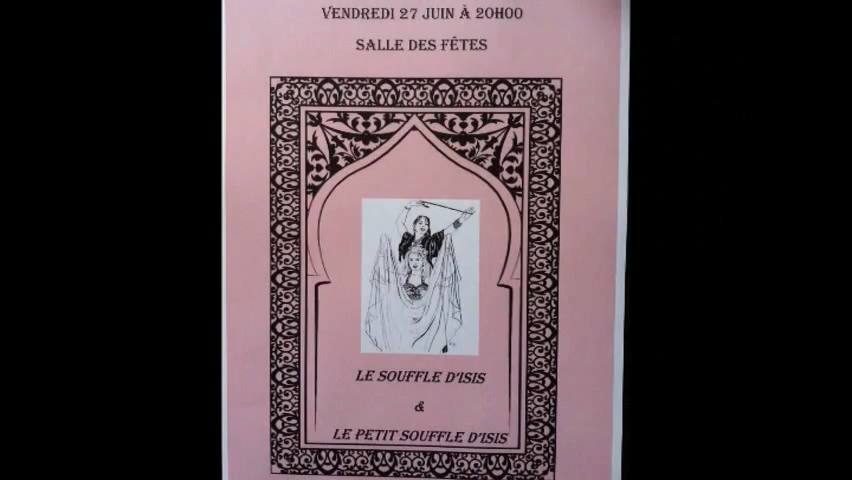 VENDREDI 27 JUIN À 20H00
SALLE DES FÊTES
LE SOUFFLE D'ISIS
&
LE PETIT SOUFFLE D'ISIS